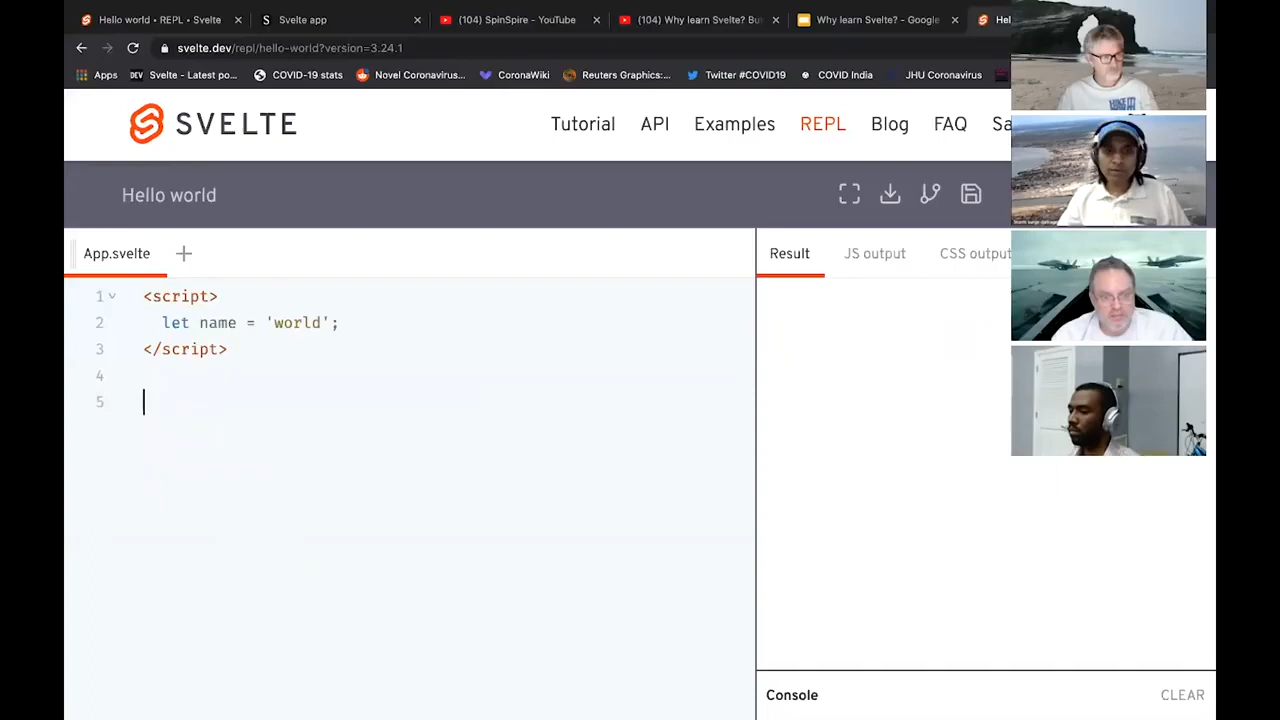 Hello world • REPL • Svelte
Svelte app
(104) SpinSpire - YouTube
(104) Why learn Svelte? Bu
Why learn Svelte? - Google
Hel
svelte.dev/repl/hello-world?version=3.24.1
Apps
DEV
Svelte - Latest po...
COVID-19 stats
Novel Coronavirus...
CoronaWiki
Reuters Graphics:...
Twitter #COVID19
COVID India
JHU Coronavirus
SVELTE
Tutorial
API
Examples
REPL
Blog
FAQ
Sa
Hello world
App.svelte
Result
JS output
CSS output
1 <script>
2 let name = 'world';
3 </script>
4
5
Console
CLEAR